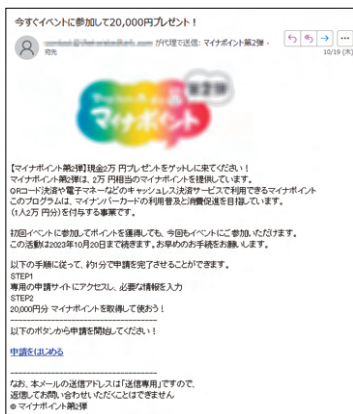 今すぐイベントに参加して20,000円プレゼント！
が代理で送信: マイナポイント第2弾 ·
宛先
10/19 (木)
第2弾
マイナポイント
【マイナポイント第2弾】現金2万 円プレゼントをゲットしに来てください！
マイナポイント第2弾は、2万 円相当のマイナポイントを提供しています。
QRコード決済や電子マネーなどのキャッシュレス決済サービスで利用できるマイナポイント
このプログラムは、マイナンバーカードの利用普及と消費促進を目指しています。
(1人2万 円分)を付与する事業です。
初回イベントに参加してポイントを獲得しても、今回もイベントにご参加いただけます。
この活動は2023年10月20日まで続きます。お早めのお手続をお願いします。
以下の手順に従って、約1分で申請を完了させることができます。
STEP1
専用の申請サイトにアクセスし、必要な情報を入力
STEP2
20,000円分 マイナポイントを取得して使おう！
----------------------------------
以下のボタンから申請を開始してください！
申請をはじめる
----------------------------------
なお、本メールの送信アドレスは「送信専用」ですので、
返信してお問い合わせいただくことはできません
© マイナポイント第2弾